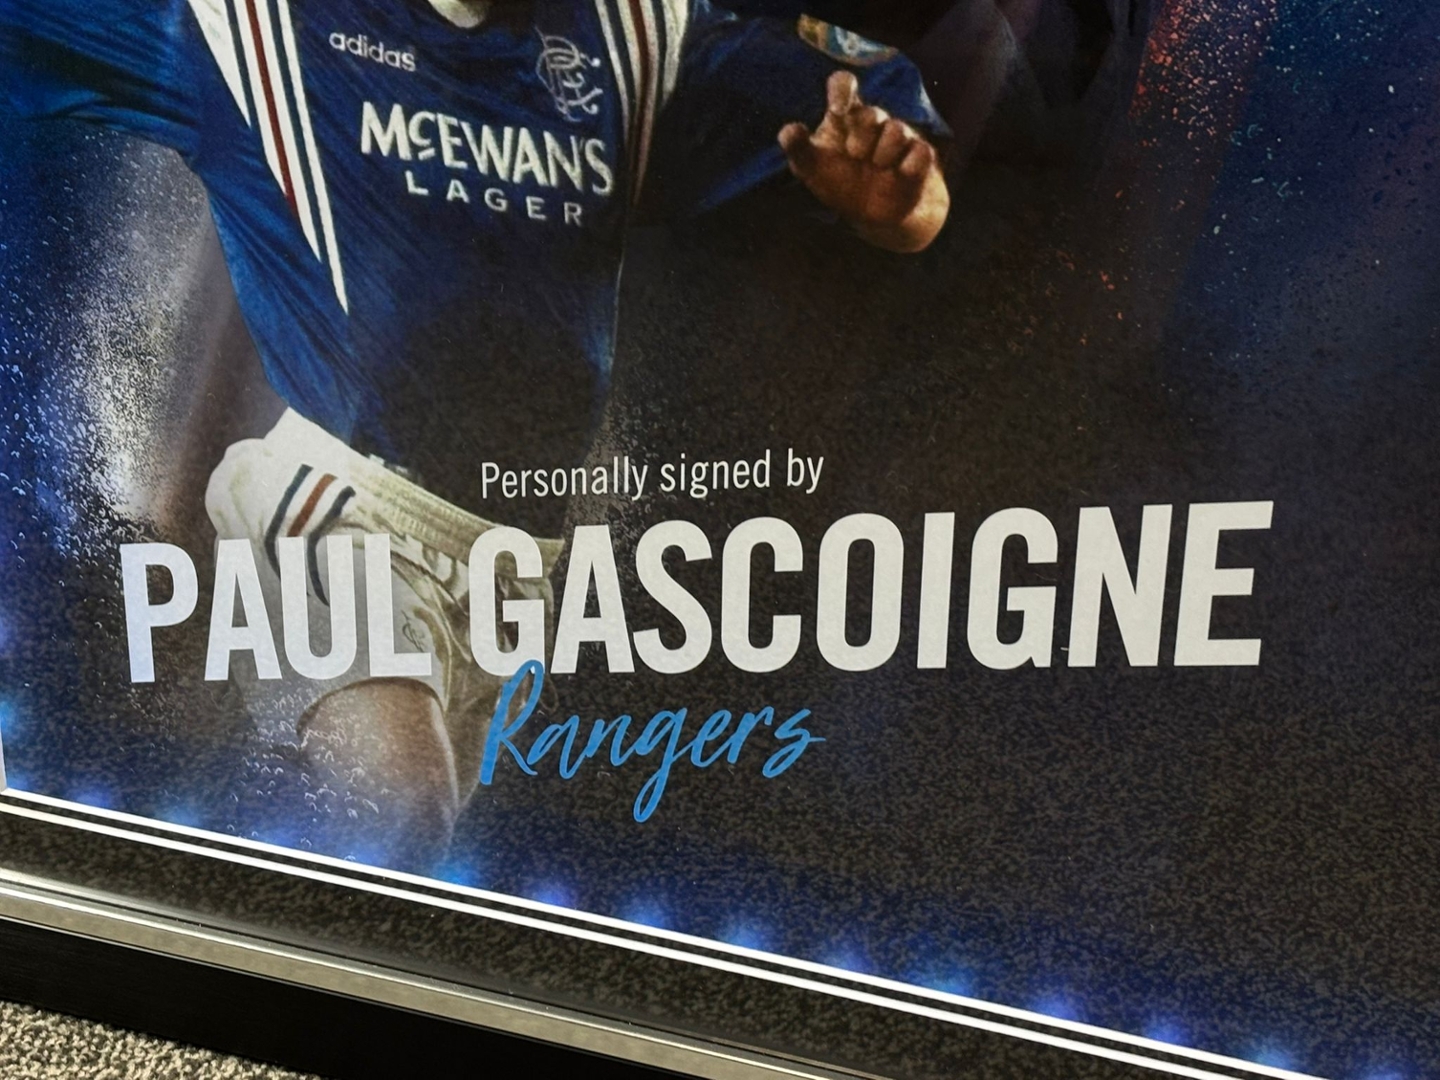 adidas
McEWAN'S
LAGER
Personally signed by
PAUL GASCOIGNE
Rangers